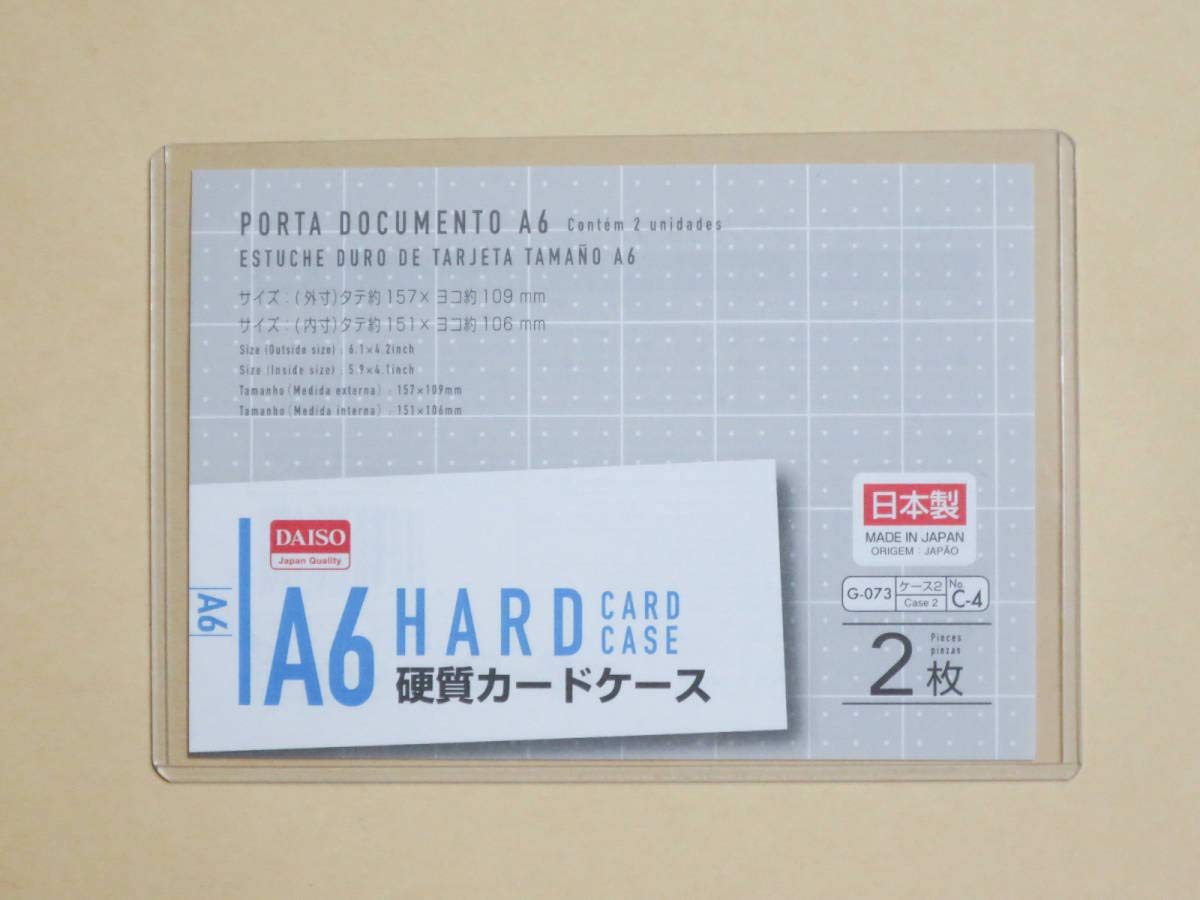 PORTA DOCUMENTO A6 Contém 2 unidades
ESTUCHE DURO DE TARJETA TAMAÑO A6
サイズ：(外寸)タテ約157×ヨコ約109mm
サイズ：(内寸)タテ約151×ヨコ約106mm
Size (Outside size) : 6.1×4.2inch
Size (Inside size) : 5.9×4.1inch
Tamanho (Medida externa) : 157×109mm
Tamanho (Medida interna) : 151×106mm
DAISO
Japan Quality
A6
A6 HARD CARD CASE
硬質カードケース
日本製
MADE IN JAPAN
ORIGEM : JAPÃO
G-073 ケース2 Case 2 No. C-4
2枚 Pieces piezas